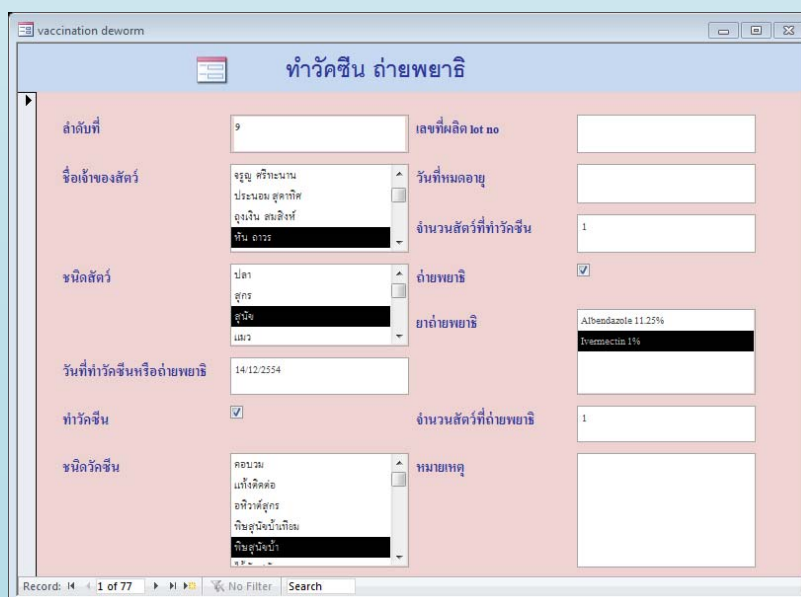 vaccination deworm
ทำวัคซีน ถ่ายพยาธิ
ลำดับที่
9
ชื่อเจ้าของสัตว์
จรูญ ศรีทะนาน
ประนอม สุดาทิศ
ถุงเงิน สมสิงห์
หัน ถาวร
ชนิดสัตว์
ปลา
สุกร
สุนัข
แมว
วันที่ทำวัคซีนหรือถ่ายพยาธิ
14/12/2554
ทำวัคซีน
ชนิดวัคซีน
คอบวม
แท้งติดต่อ
อหิวาต์สุกร
พิษสุนัขบ้าเทียม
พิษสุนัขบ้า
เลขที่ผลิต lot no
วันที่หมดอายุ
จำนวนสัตว์ที่ทำวัคซีน
1
ถ่ายพยาธิ
ยาถ่ายพยาธิ
Albendazole 11.25%
Ivermectin 1%
จำนวนสัตว์ที่ถ่ายพยาธิ
1
หมายเหตุ
Record: 1 of 77 No Filter Search